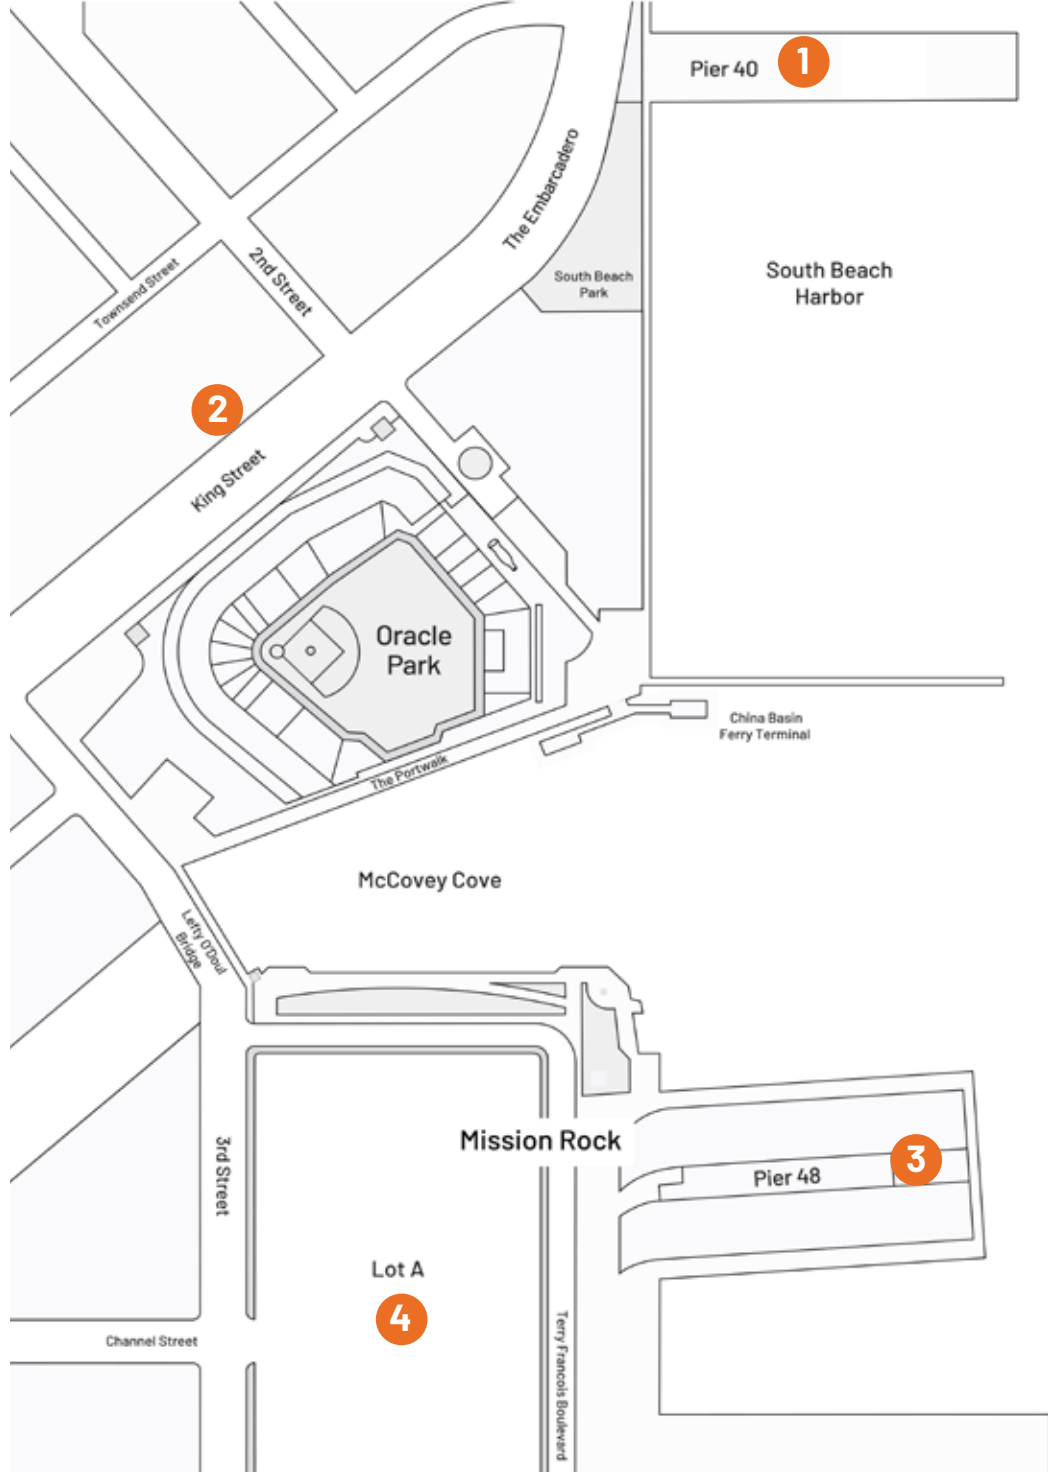 Pier 40
1
The Embarcadero
2nd Street
Townsend Street
South Beach
Park
South Beach
Harbor
2
King Street
Oracle
Park
China Basin
Ferry Terminal
The Portwalk
McCovey Cove
Lefty O'Doul
Bridge
3rd Street
Mission Rock
Pier 48
3
Lot A
4
Channel Street
Terry Francois Boulevard